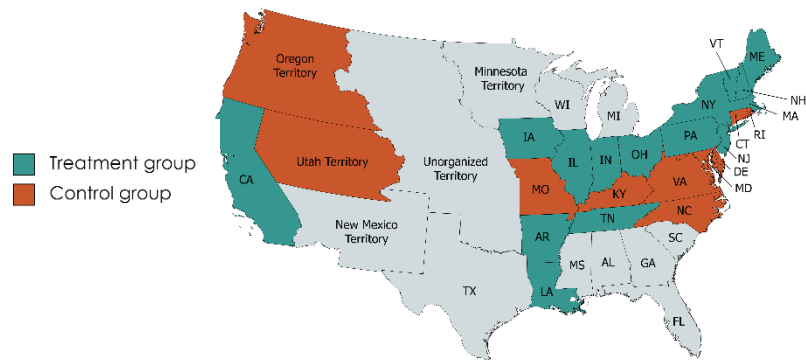 Treatment group
Control group
Oregon
Territory
Utah Territory
CA
Unorganized
Territory
New Mexico
Territory
Minnesota
Territory
WI
MI
IA
IL
IN
OH
MO
KY
TN
AR
LA
MS
AL
GA
FL
SC
NC
VA
TX
PA
NY
VT
ME
NH
MA
RI
CT
NJ
DE
MD